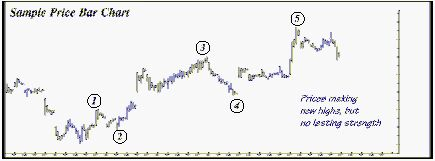 Sample Price Bar Chart
5
3
1
4
2
Prices making
new highs, but
no lasting strength